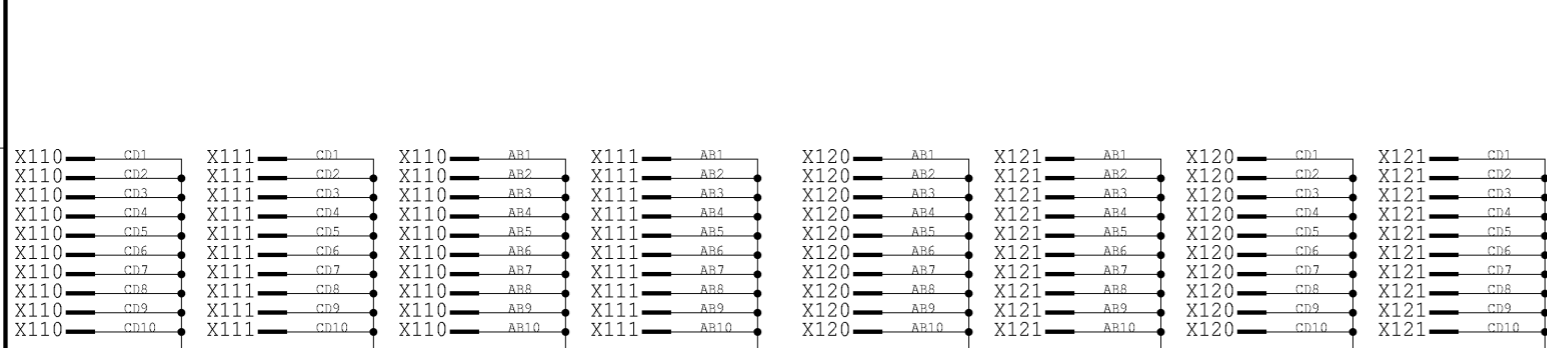 X110 CD1 X111 CD1 X110 AB1 X111 AB1 X120 AB1 X121 AB1 X120 CD1 X121 CD1
X110 CD2 X111 CD2 X110 AB2 X111 AB2 X120 AB2 X121 AB2 X120 CD2 X121 CD2
X110 CD3 X111 CD3 X110 AB3 X111 AB3 X120 AB3 X121 AB3 X120 CD3 X121 CD3
X110 CD4 X111 CD4 X110 AB4 X111 AB4 X120 AB4 X121 AB4 X120 CD4 X121 CD4
X110 CD5 X111 CD5 X110 AB5 X111 AB5 X120 AB5 X121 AB5 X120 CD5 X121 CD5
X110 CD6 X111 CD6 X110 AB6 X111 AB6 X120 AB6 X121 AB6 X120 CD6 X121 CD6
X110 CD7 X111 CD7 X110 AB7 X111 AB7 X120 AB7 X121 AB7 X120 CD7 X121 CD7
X110 CD8 X111 CD8 X110 AB8 X111 AB8 X120 AB8 X121 AB8 X120 CD8 X121 CD8
X110 CD9 X111 CD9 X110 AB9 X111 AB9 X120 AB9 X121 AB9 X120 CD9 X121 CD9
X110 CD10 X111 CD10 X110 AB10 X111 AB10 X120 AB10 X121 AB10 X120 CD10 X121 CD10